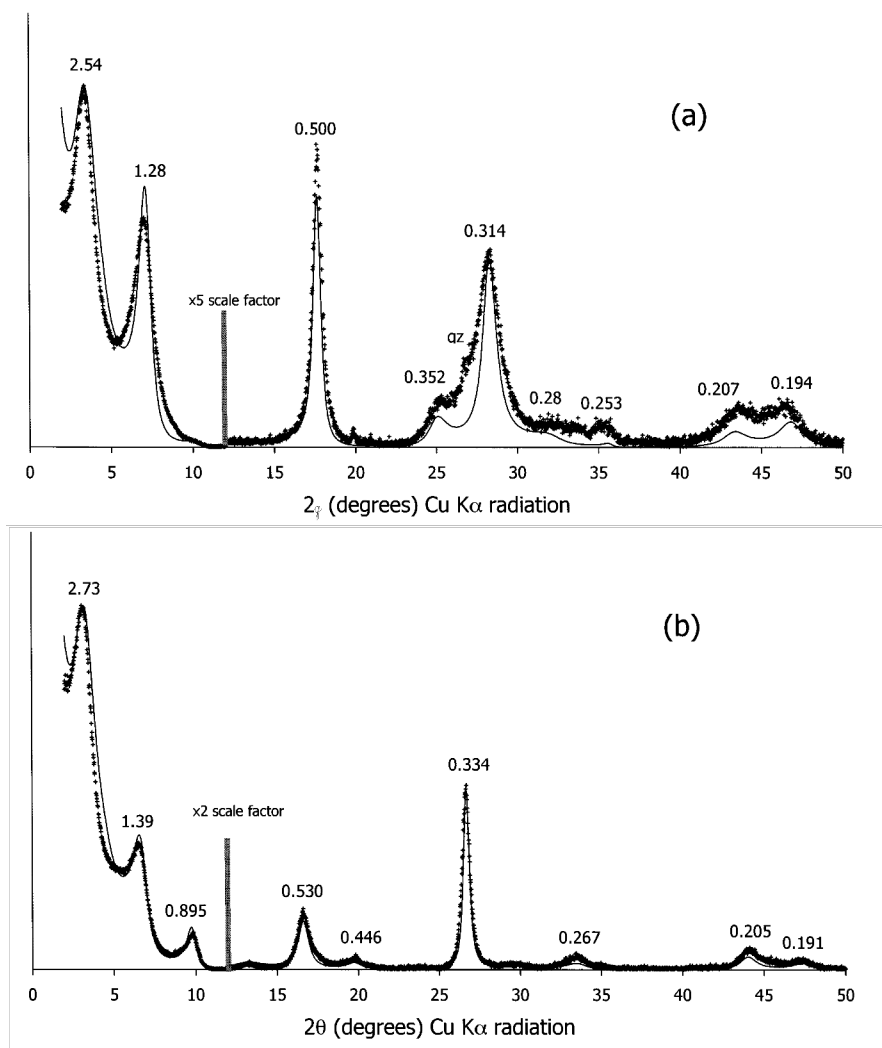 2.54
(a)
0.500
1.28
0.314
x5 scale factor
qz
0.352
0.28
0.253
0.207
0.194
0 5 10 15 20 25 30 35 40 45 50
(degrees) Cu Kα radiation
2.73
(b)
0.334
x2 scale factor
1.39
0.895
0.530
0.446
0.267
0.205
0.191
0 5 10 15 20 25 30 35 40 45 50
2θ (degrees) Cu Kα radiation